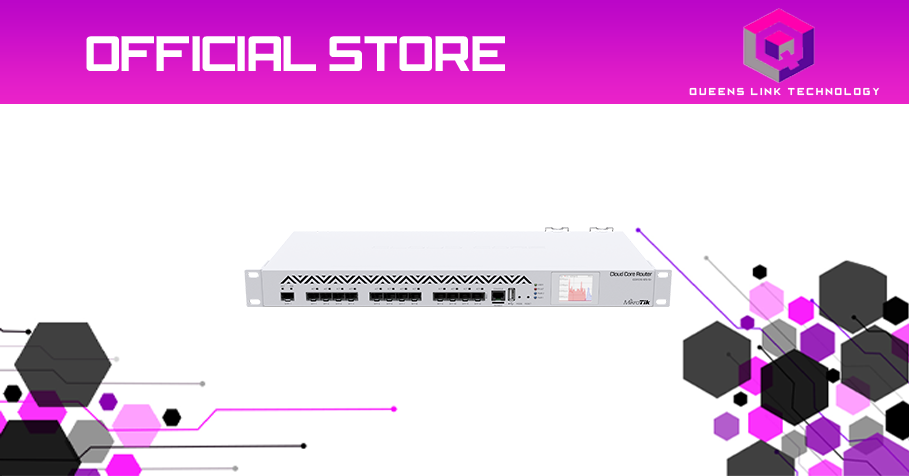 OFFICIAL STORE
QUEENS LINK TECHNOLOGY
Cloud Core Router
MikroTik